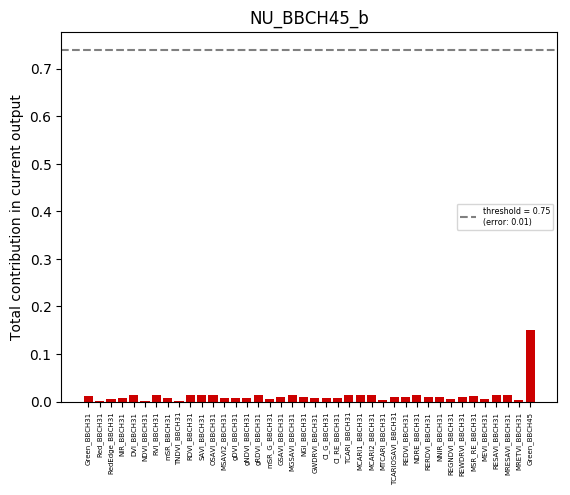 NU_BBCH45_b
Total contribution in current output
0.7
0.6
0.5
0.4
0.3
0.2
0.1
0.0
threshold = 0.75
(error: 0.01)
Green_BBCH31
Red_BBCH31
RedEdge_BBCH31
NIR_BBCH31
DVI_BBCH31
NDVI_BBCH31
RVI_BBCH31
mSR_BBCH31
TNDVI_BBCH31
RDVI_BBCH31
SAVI_BBCH31
OSAVI_BBCH31
MSAVI2_BBCH31
gDVI_BBCH31
gNDVI_BBCH31
gRDVI_BBCH31
mSR_G_BBCH31
GSAVI_BBCH31
MGSAVI_BBCH31
NGI_BBCH31
GWDRVI_BBCH31
CI_G_BBCH31
CI_RE_BBCH31
TCARI_BBCH31
MCARI1_BBCH31
MCARI2_BBCH31
MTCARI_BBCH31
TCARIOSAVI_BBCH31
REDVI_BBCH31
NDRE_BBCH31
RERDVI_BBCH31
NNIR_BBCH31
REGNDVI_BBCH31
REWDRVI_BBCH31
MSR_RE_BBCH31
MEVI_BBCH31
RESAVI_BBCH31
MRESAVI_BBCH31
MRETVI_BBCH31
Green_BBCH45